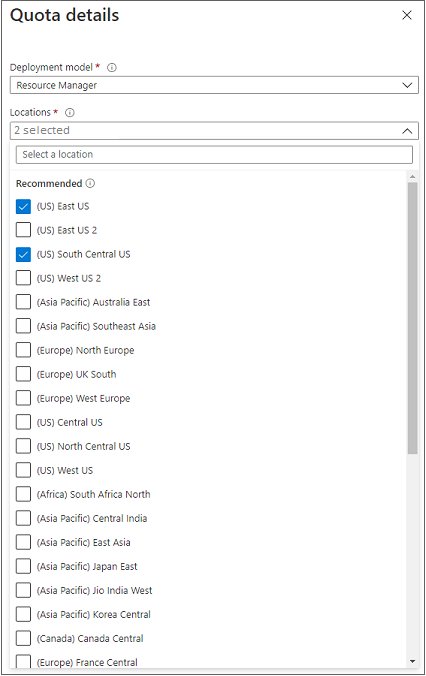 Quota details
Deployment model *
Resource Manager
Locations *
2 selected
Select a location
Recommended
(US) East US
(US) East US 2
(US) South Central US
(US) West US 2
(Asia Pacific) Australia East
(Asia Pacific) Southeast Asia
(Europe) North Europe
(Europe) UK South
(Europe) West Europe
(US) Central US
(US) North Central US
(US) West US
(Africa) South Africa North
(Asia Pacific) Central India
(Asia Pacific) East Asia
(Asia Pacific) Japan East
(Asia Pacific) Jio India West
(Asia Pacific) Korea Central
(Canada) Canada Central
(Europe) France Central